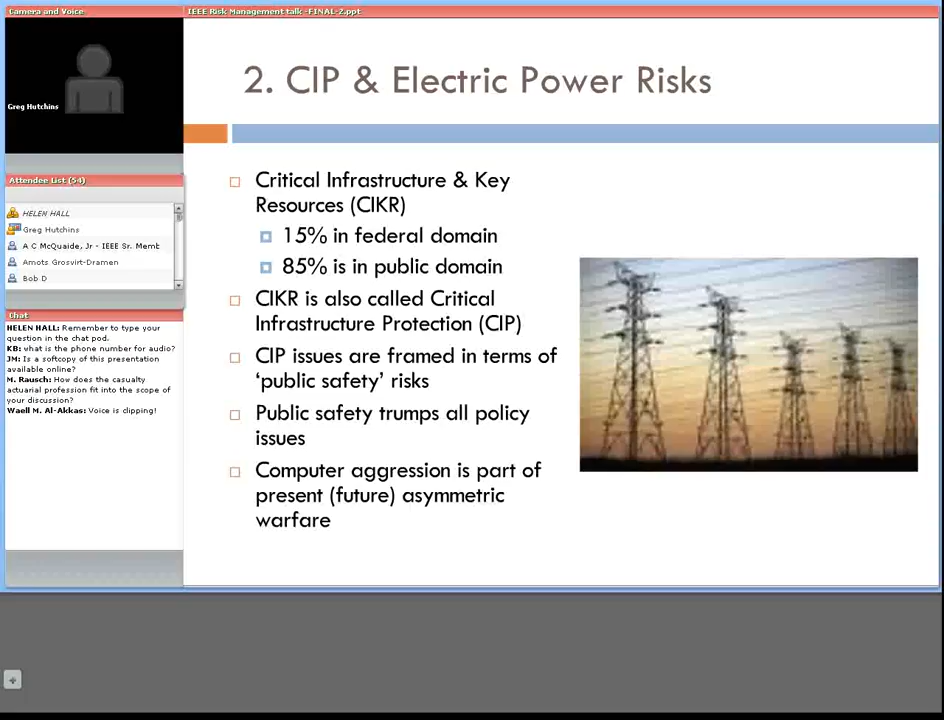 Camera and Voice
IEEE Risk Management talk -FINAL-2.ppt
Greg Hutchins
Attendee List (54)
HELEN HALL
Greg Hutchins
A C McQuaide, Jr - IEEE Sr. Memb
Amots Grosvirt-Dramen
Bob D
Chat
HELEN HALL: Remember to type your
question in the chat pod.
KB: what is the phone number for audio?
JM: Is a softcopy of this presentation
available online?
M. Rausch: How does the casualty
actuarial profession fit into the scope of
your discussion?
Waell M. Al-Akkas: Voice is clipping!
2. CIP & Electric Power Risks
Critical Infrastructure & Key
Resources (CIKR)
15% in federal domain
85% is in public domain
CIKR is also called Critical
Infrastructure Protection (CIP)
CIP issues are framed in terms of
‘public safety’ risks
Public safety trumps all policy
issues
Computer aggression is part of
present (future) asymmetric
warfare